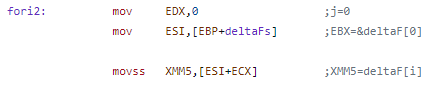 fori2: mov EDX,0 ;j=0
mov ESI,[EBP+deltaFs] ;EBX=&deltaF[0]
movss XMM5,[ESI+ECX] ;XMM5=deltaF[i]